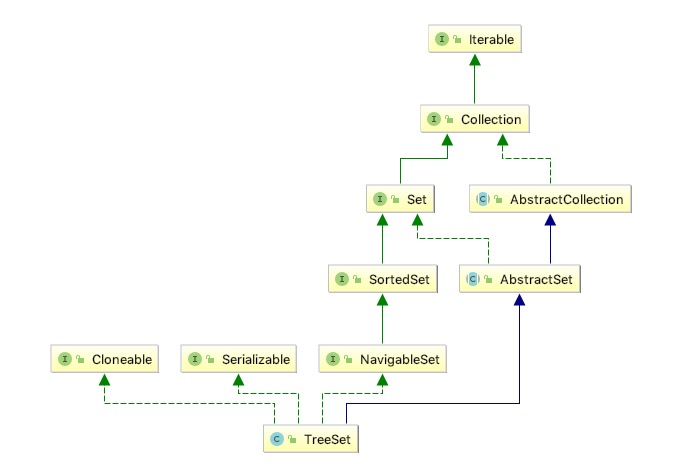 I Iterable
I Collection
I Set
C AbstractCollection
I SortedSet
C AbstractSet
I Cloneable
I Serializable
I NavigableSet
C TreeSet